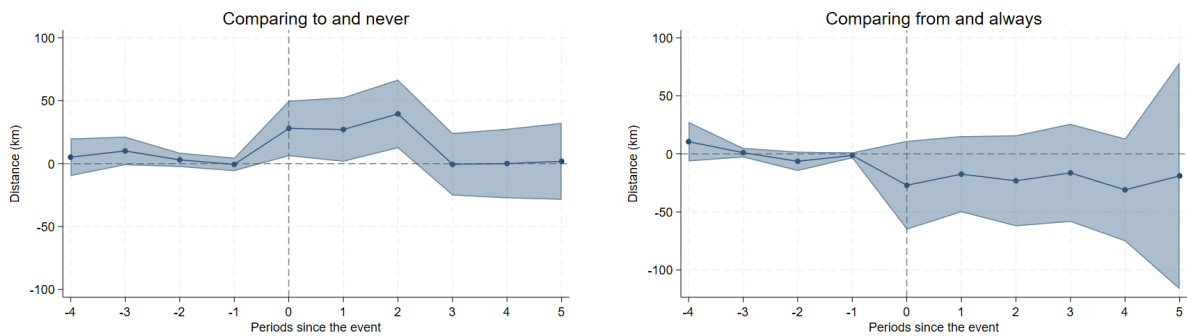 Comparing to and never
100
50
0
-50
-100
Distance (km)
-4 -3 -2 -1 0 1 2 3 4 5
Periods since the event
Comparing from and always
100
50
0
-50
-100
Distance (km)
-4 -3 -2 -1 0 1 2 3 4 5
Periods since the event